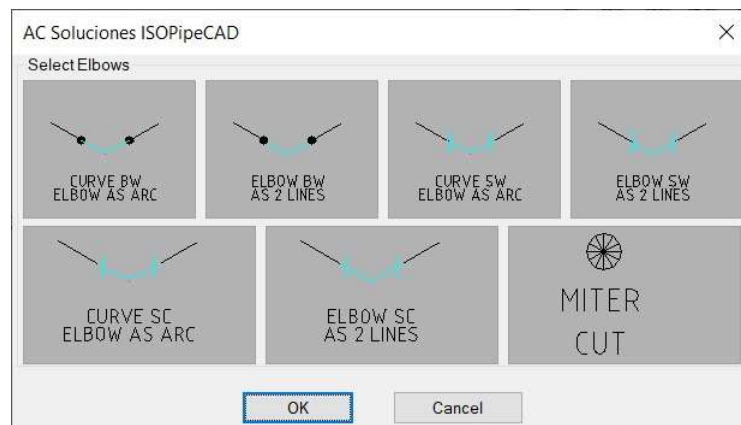 AC Soluciones ISOPipeCAD
Select Elbows
CURVE BW
ELBOW AS ARC
ELBOW BW
AS 2 LINES
CURVE SW
ELBOW AS ARC
ELBOW SW
AS 2 LINES
CURVE SC
ELBOW AS ARC
ELBOW SC
AS 2 LINES
MITER
CUT
OK
Cancel